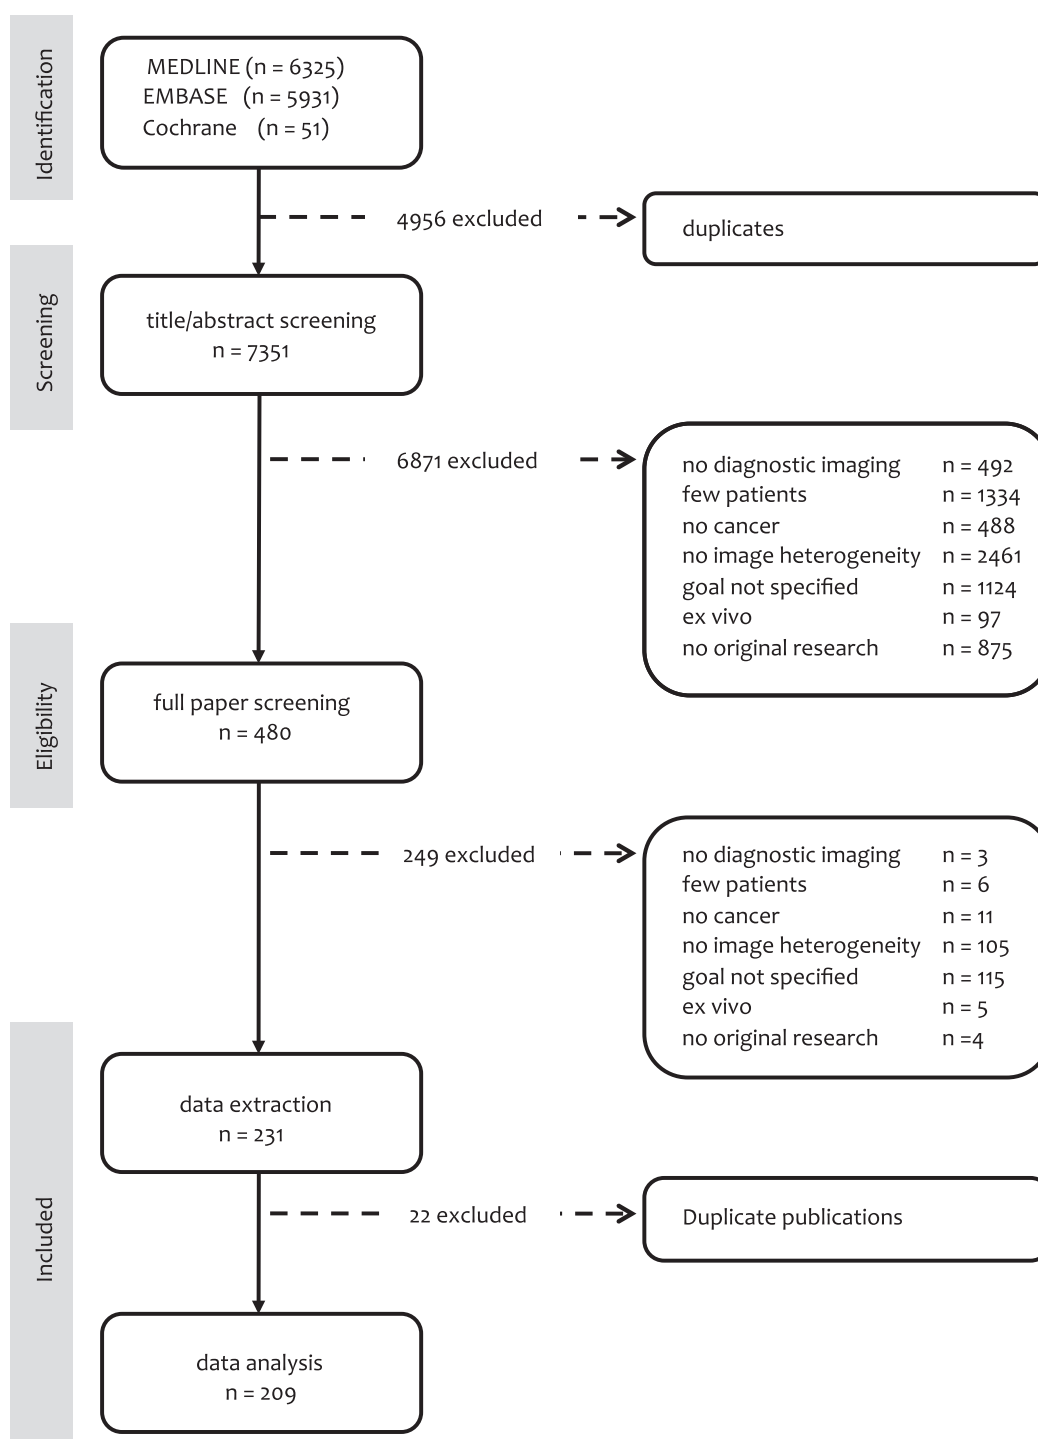 Identification
MEDLINE (n = 6325)
EMBASE (n = 5931)
Cochrane (n = 51)
4956 excluded
duplicates
Screening
title/abstract screening
n = 7351
6871 excluded
no diagnostic imaging n = 492
few patients n = 1334
no cancer n = 488
no image heterogeneity n = 2461
goal not specified n = 1124
ex vivo n = 97
no original research n = 875
Eligibility
full paper screening
n = 480
249 excluded
no diagnostic imaging n = 3
few patients n = 6
no cancer n = 11
no image heterogeneity n = 105
goal not specified n = 115
ex vivo n = 5
no original research n =4
Included
data extraction
n = 231
22 excluded
Duplicate publications
data analysis
n = 209